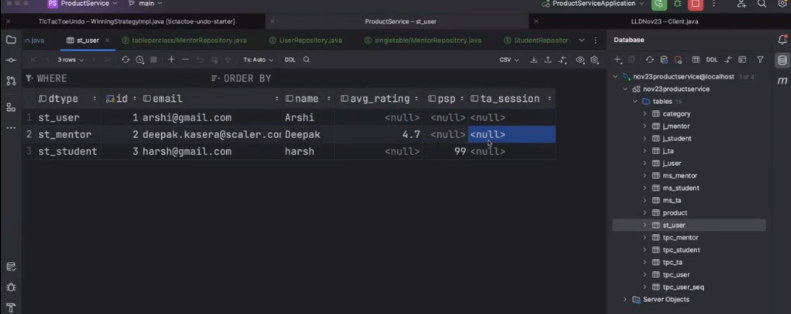 PS ProductService main ProductServiceApplication
TicTacToeUndo – WinningStrategyImpl.java [tictactoe-undo-starter] ProductService – st_user LLDNov23 – Client.java
on.java st_user tableperclass/MentorRepository.java UserRepository.java singletable/MentorRepository.java StudentRepositor Database
3 rows Tx: Auto DDL CSV DDL
WHERE ORDER BY
dtype id email name avg_rating psp ta_session
1 st_user 1 arshi@gmail.com Arshi <null> <null> <null>
2 st_mentor 2 deepak.kasera@scaler.com Deepak 4.7 <null> <null>
3 st_student 3 harsh@gmail.com harsh <null> 99 <null>
nov23productservice@localhost
nov23productservice
tables
category
j_mentor
j_student
j_ta
j_user
ms_mentor
ms_student
ms_ta
product
st_user
tpc_mentor
tpc_student
tpc_ta
tpc_user
tpc_user_seq
Server Objects
m